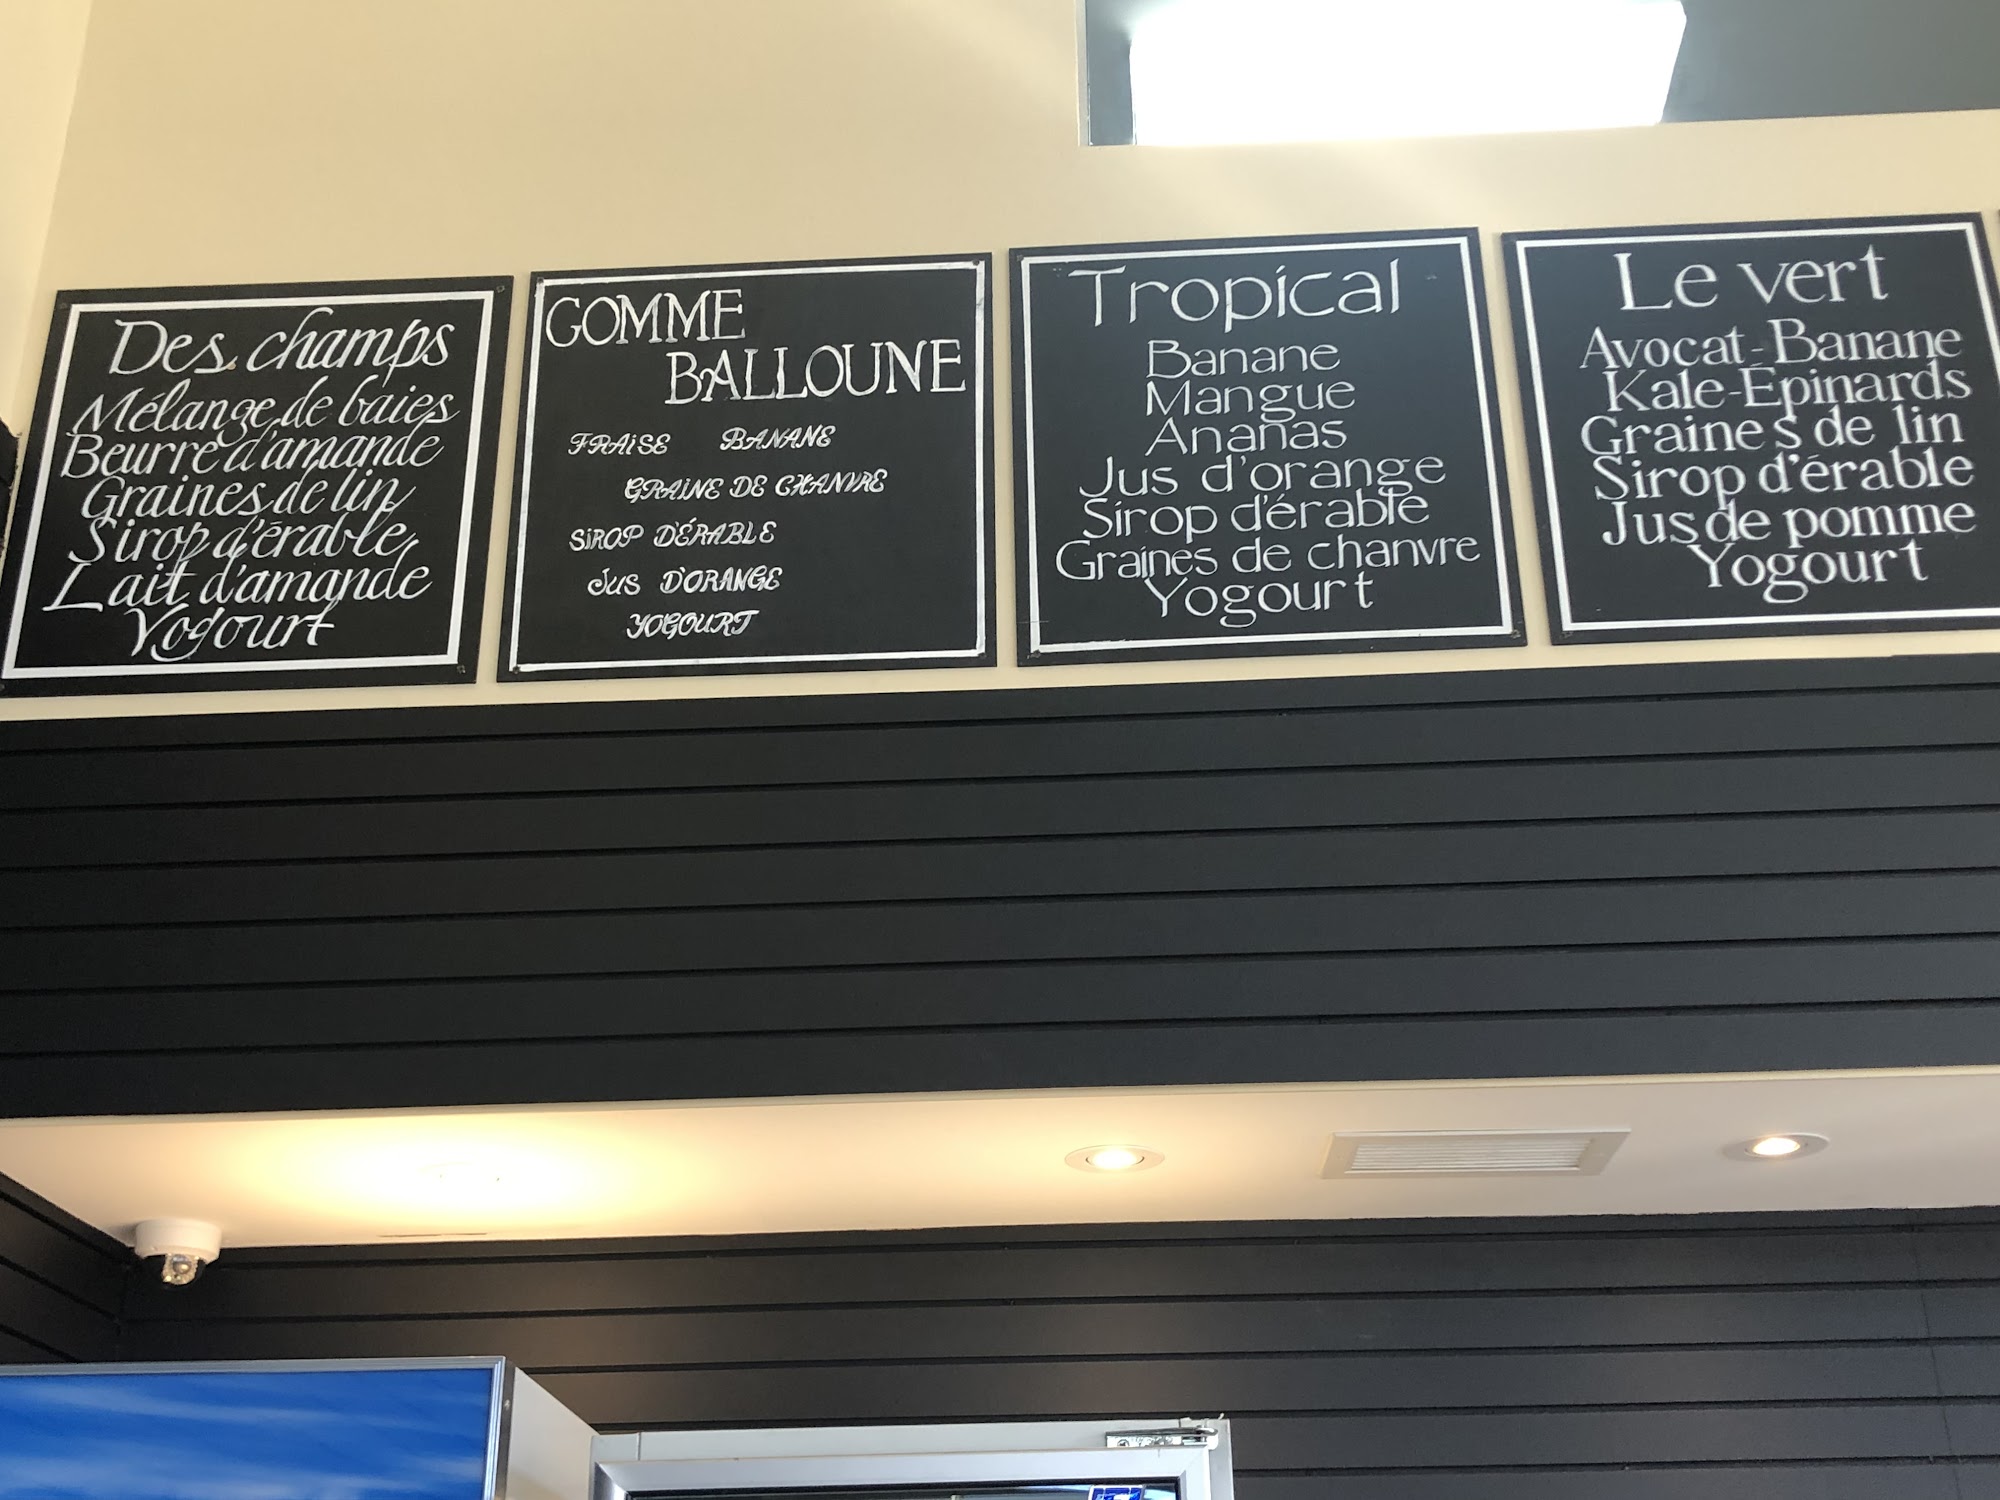 Des champs
Mélange de baies
Beurre d'amande
Graines de lin
Sirop d'érable
Lait d'amande
Yogourt
GOMME
BALLOUNE
FRAISE BANANE
GRAINE DE CHANVRE
SIROP D'ÉRABLE
JUS D'ORANGE
YOGOURT
Tropical
Banane
Mangue
Ananas
Jus d'orange
Sirop d'érable
Graines de chanvre
Yogourt
Le vert
Avocat-Banane
Kale-Épinards
Graines de lin
Sirop d'érable
Jus de pomme
Yogourt